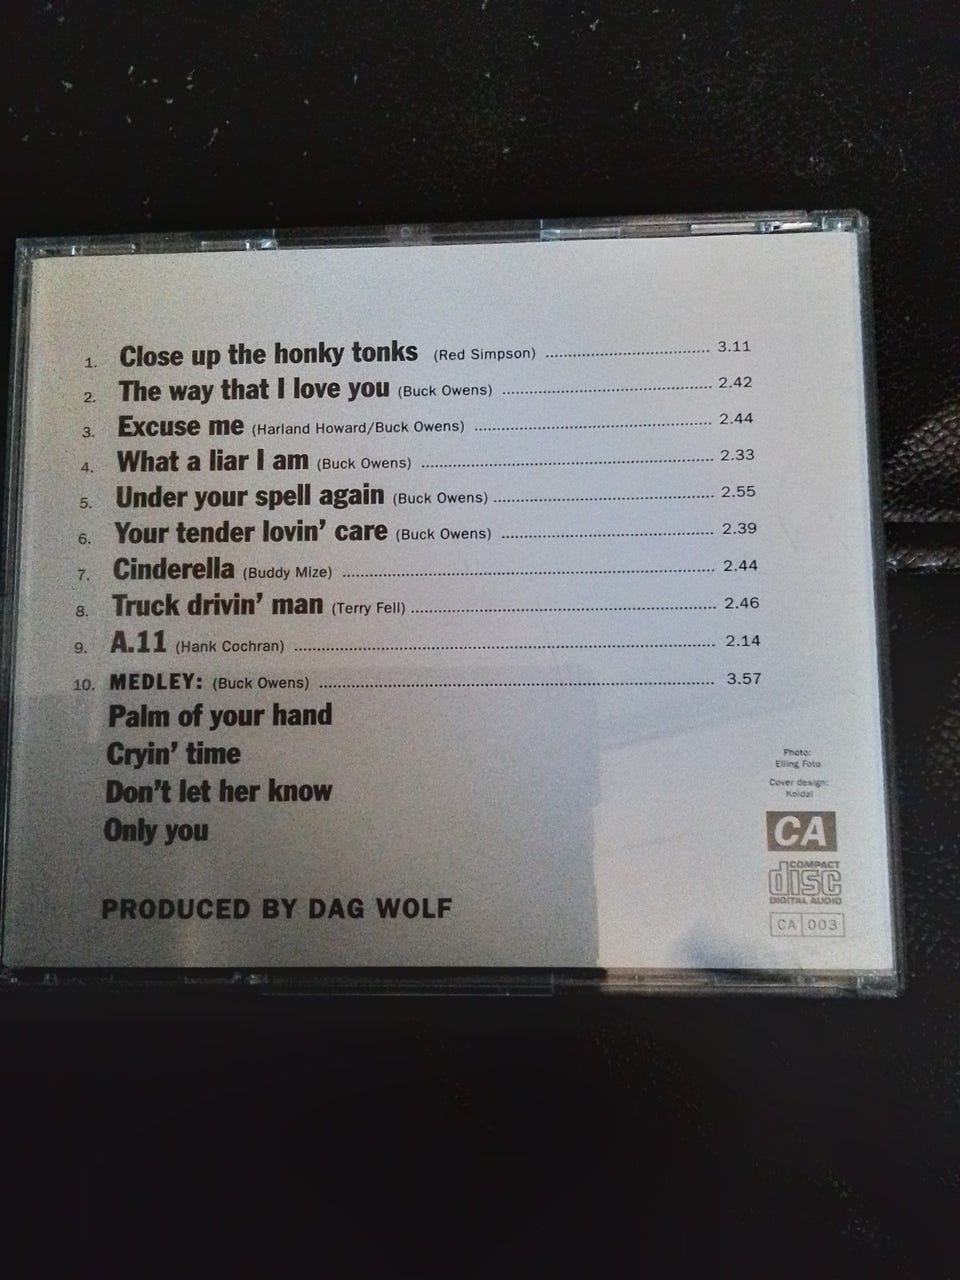 1. Close up the honky tonks (Red Simpson) ........................................ 3.11
2. The way that I love you (Buck Owens) ........................................ 2.42
3. Excuse me (Harland Howard/Buck Owens) ........................................ 2.44
4. What a liar I am (Buck Owens) ........................................ 2.33
5. Under your spell again (Buck Owens) ........................................ 2.55
6. Your tender lovin' care (Buck Owens) ........................................ 2.39
7. Cinderella (Buddy Mize) ........................................ 2.44
8. Truck drivin' man (Terry Fell) ........................................ 2.46
9. A.11 (Hank Cochran) ........................................ 2.14
10. MEDLEY: (Buck Owens) ........................................ 3.57
Palm of your hand
Cryin' time
Don't let her know
Only you
PRODUCED BY DAG WOLF
Photo:
Elling Foto
Cover design:
Koldal
CA
COMPACT
disc
DIGITAL AUDIO
CA 003